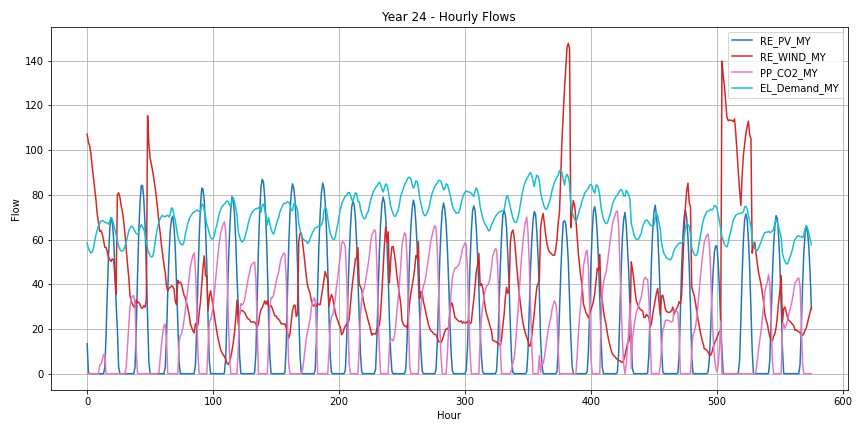 Year 24 - Hourly Flows
RE_PV_MY
RE_WIND_MY
PP_CO2_MY
EL_Demand_MY
Flow
140
120
100
80
60
40
20
0
0 100 200 300 400 500 600
Hour